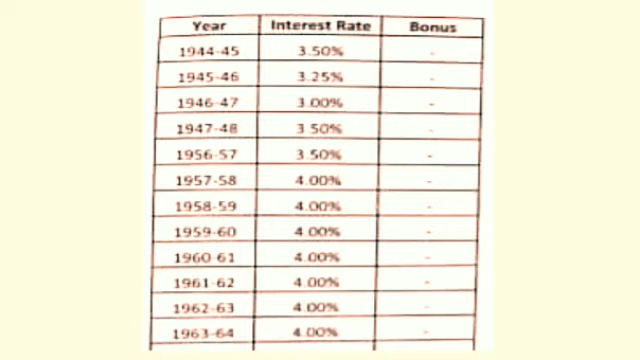 Year Interest Rate Bonus
1944-45 3.50% -
1945-46 3.25% -
1946-47 3.00% -
1947-48 3 50% -
1956-57 3.50% -
1957-58 4.00% -
1958-59 4.00% -
1959-60 4.00% -
1960-61 4.00% -
1961-62 4.00% -
1962-63 4.00% -
1963-64 4.00% -